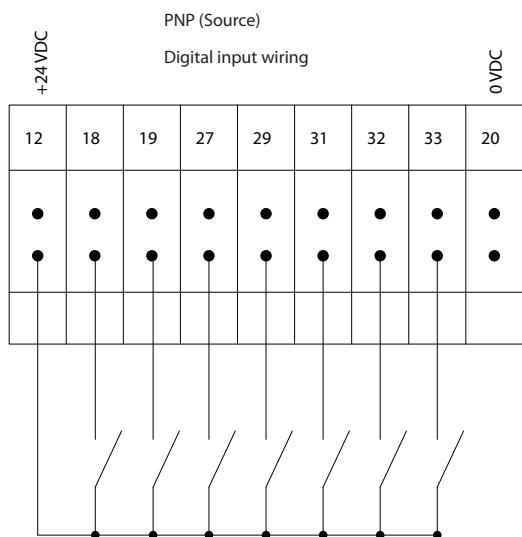 PNP (Source)
Digital input wiring
+24 VDC
0 VDC
12 18 19 27 29 31 32 33 20